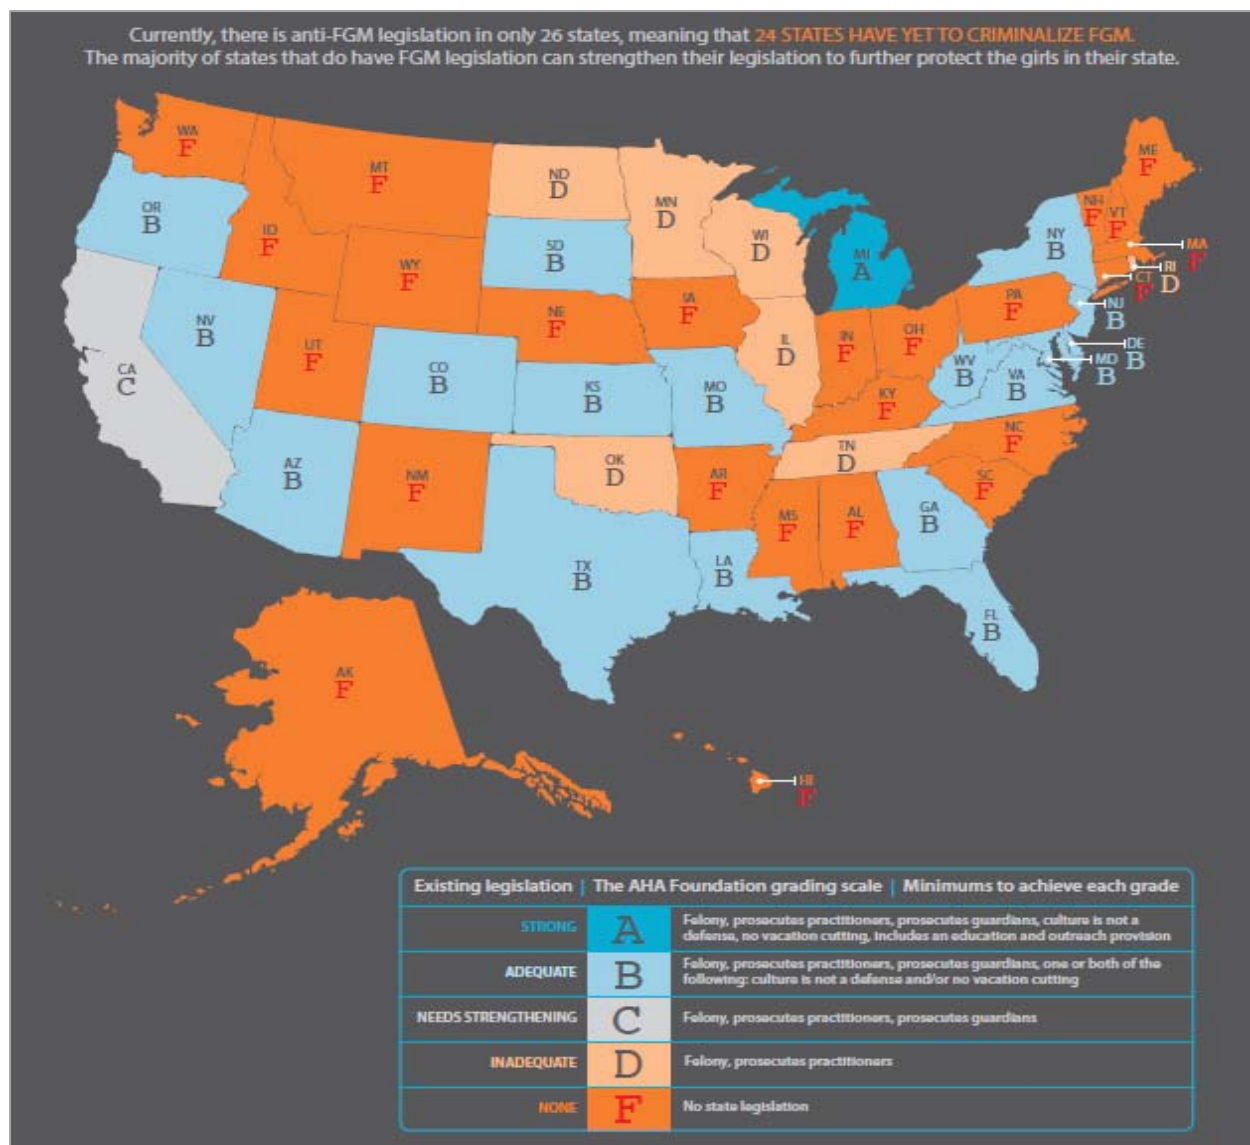 Currently, there is anti-FGM legislation in only 26 states, meaning that 24 STATES HAVE YET TO CRIMINALIZE FGM.
The majority of states that do have FGM legislation can strengthen their legislation to further protect the girls in their state.
WA
F
MT
F
ND
D
MN
D
ME
F
OR
B
ID
F
SD
B
WI
D
MI
A
NY
B
NH
F
VT
F
MA
F
WY
F
RI
D
CT
F
NV
B
UT
F
NE
F
IA
F
IL
D
IN
F
OH
F
PA
F
NJ
B
CA
C
CO
B
KS
B
MO
B
KY
F
WV
B
VA
B
MD
B
DE
B
AZ
B
NM
F
OK
D
AR
F
TN
D
NC
F
SC
F
TX
B
LA
B
MS
F
AL
F
GA
B
FL
B
AK
F
HI
F
Existing legislation | The AHA Foundation grading scale | Minimums to achieve each grade
STRONG A Felony, prosecutes practitioners, prosecutes guardians, culture is not a
defense, no vacation cutting, includes an education and outreach provision
ADEQUATE B Felony, prosecutes practitioners, prosecutes guardians, one or both of the
following: culture is not a defense and/or no vacation cutting
NEEDS STRENGTHENING C Felony, prosecutes practitioners, prosecutes guardians
INADEQUATE D Felony, prosecutes practitioners
NONE F No state legislation